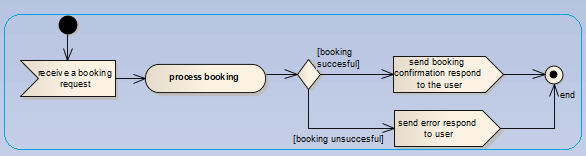 [booking
succesful]
receive a booking
request
process booking
send booking
confirmation respond
to the user
end
[booking unsuccesful]
send error respond
to user